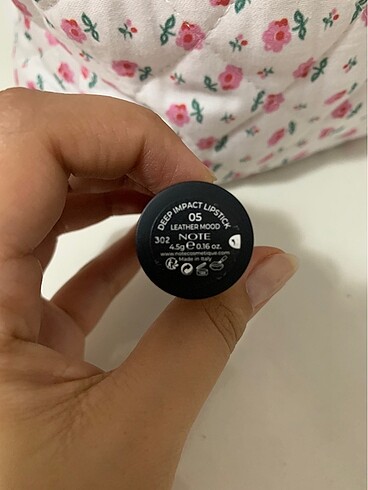 DEEP IMPACT LIPSTICK
05
LEATHER MOOD
302 NOTE
4.5g e 0.16 oz.
www.notecosmetique.com
Made in Italy